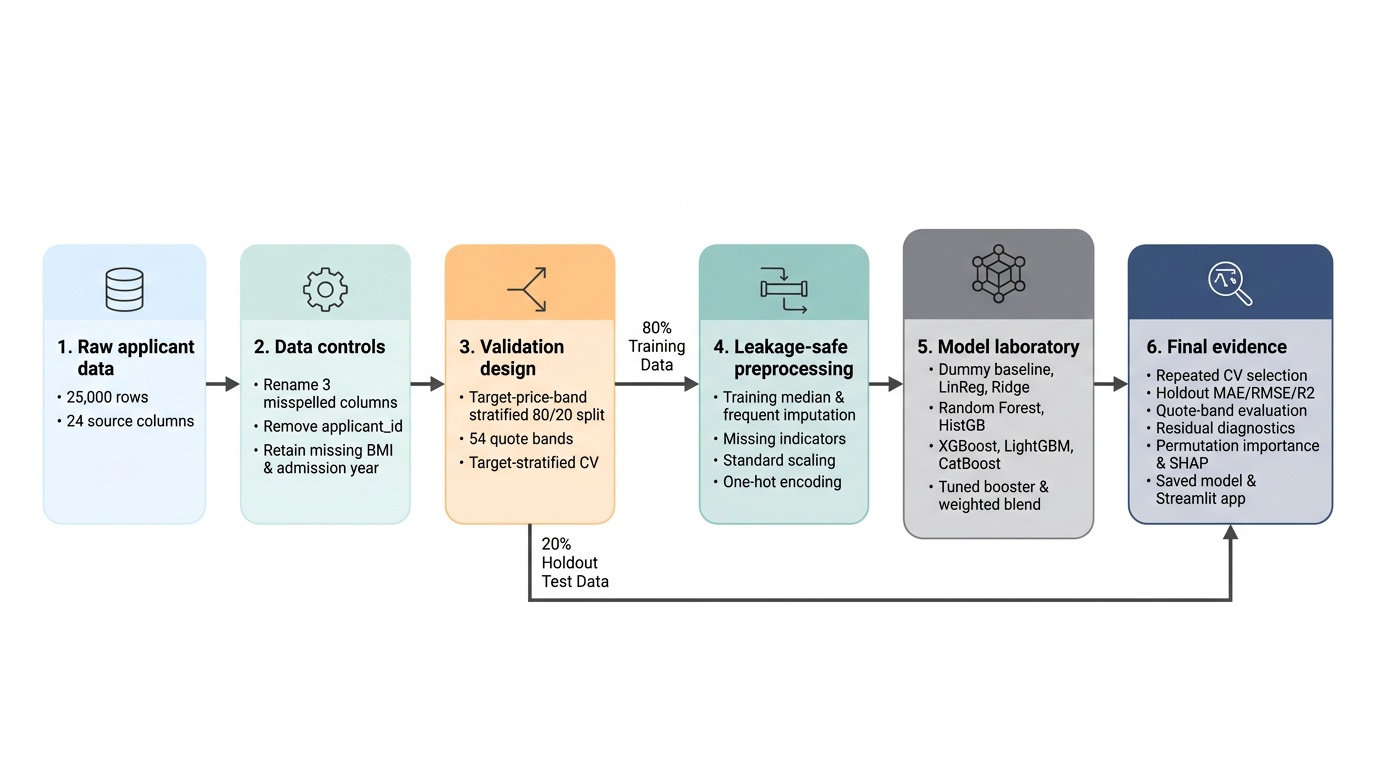 1. Raw applicant
data
• 25,000 rows
• 24 source columns
2. Data controls
• Rename 3
misspelled columns
• Remove applicant_id
• Retain missing BMI
& admission year
3. Validation
design
• Target-price-band
stratified 80/20 split
• 54 quote bands
• Target-stratified CV
80%
Training
Data
20%
Holdout
Test Data
4. Leakage-safe
preprocessing
• Training median &
frequent imputation
• Missing indicators
• Standard scaling
• One-hot encoding
5. Model laboratory
• Dummy baseline,
LinReg, Ridge
• Random Forest,
HistGB
• XGBoost, LightGBM,
CatBoost
• Tuned booster &
weighted blend
6. Final evidence
• Repeated CV selection
• Holdout MAE/RMSE/R2
• Quote-band evaluation
• Residual diagnostics
• Permutation importance
& SHAP
• Saved model &
Streamlit app